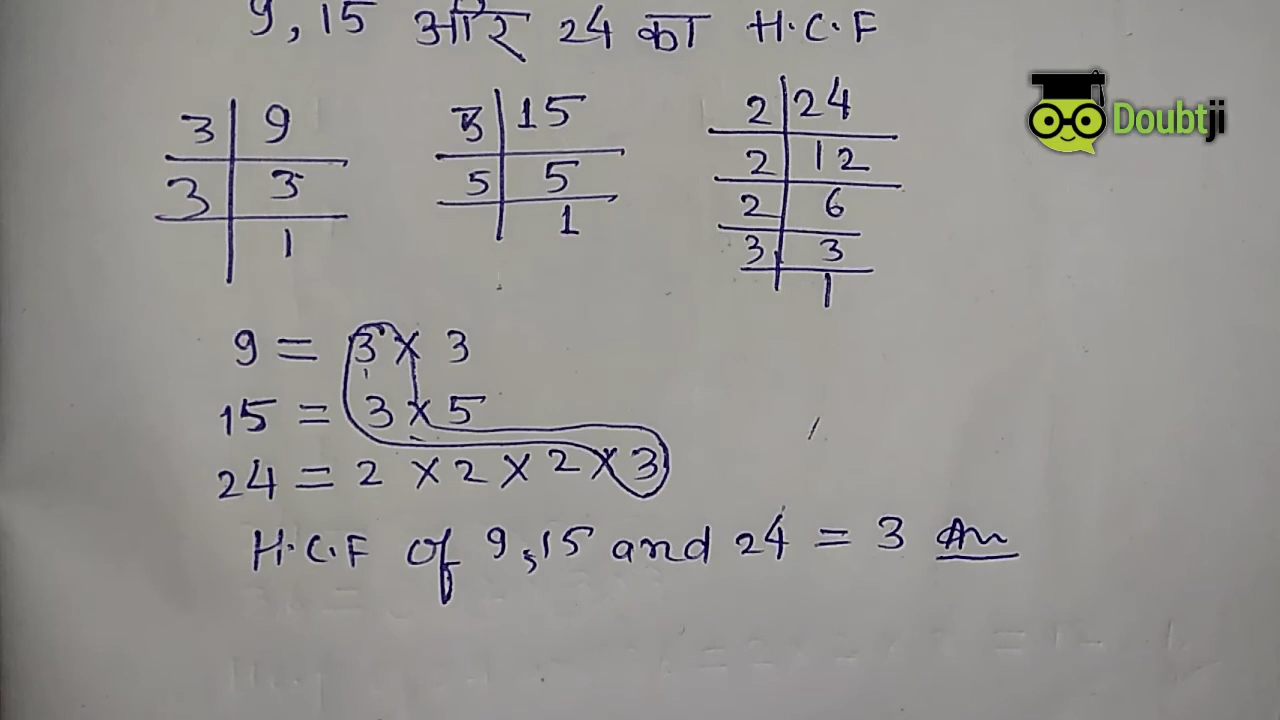 9, 15 और 24 का H.C.F
3 9
3 3
1
3 15
5 5
1
2 24
2 12
2 6
3 3
1
Doubtji
9 = 3 × 3
15 = 3 × 5
24 = 2 × 2 × 2 × 3
H.C.F of 9,15 and 24 = 3 An